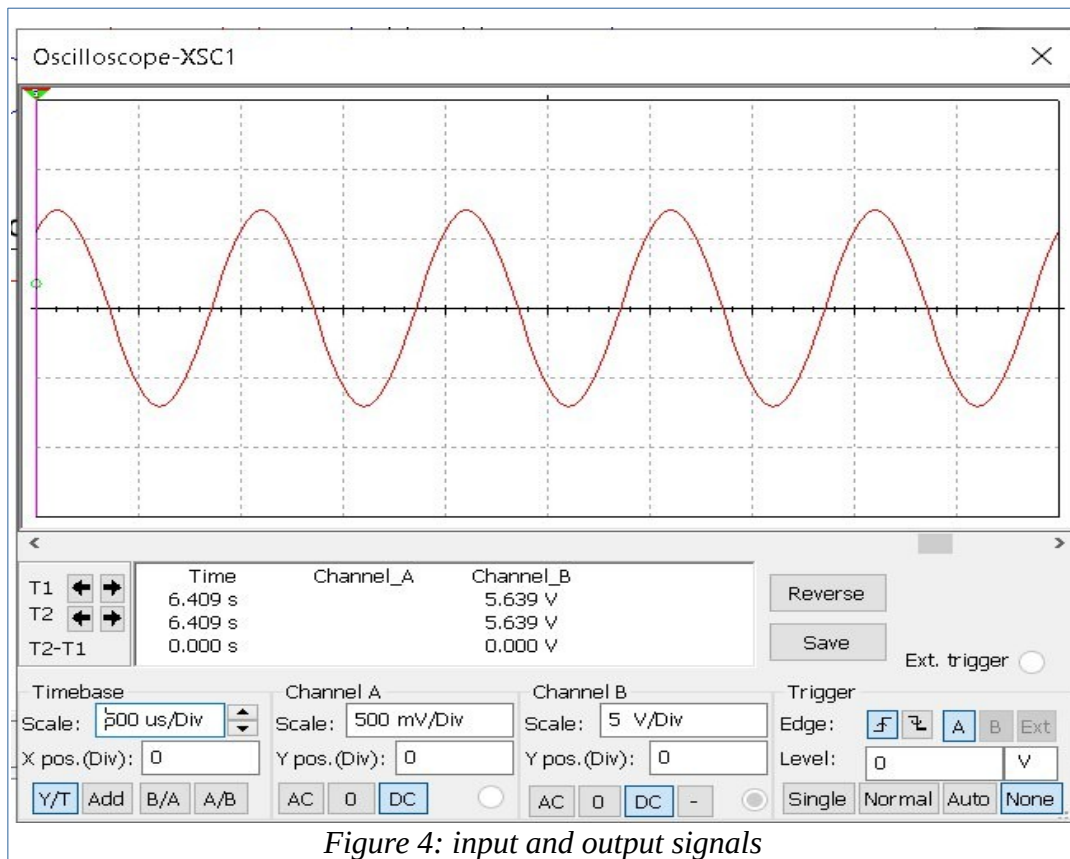 Oscilloscope-XSC1
T1
T2
T2-T1
Time Channel_A Channel_B
6.409 s 5.639 V
6.409 s 5.639 V
0.000 s 0.000 V
Reverse
Save
Ext. trigger
Timebase
Scale: 500 us/Div
X pos.(Div): 0
Y/T Add B/A A/B
Channel A
Scale: 500 mV/Div
Y pos.(Div): 0
AC 0 DC
Channel B
Scale: 5 V/Div
Y pos.(Div): 0
AC 0 DC -
Trigger
Edge: A B Ext
Level: 0 V
Single Normal Auto None
Figure 4: input and output signals